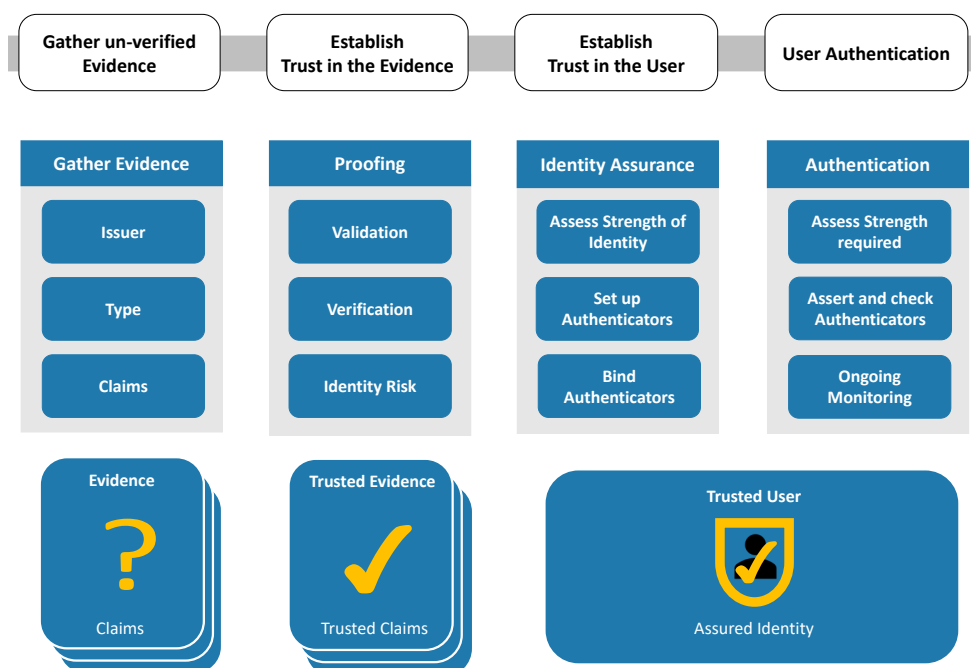 Gather un-verified
Evidence
Establish
Trust in the Evidence
Establish
Trust in the User
User Authentication
Gather Evidence
Issuer
Type
Claims
Proofing
Validation
Verification
Identity Risk
Identity Assurance
Assess Strength of
Identity
Set up
Authenticators
Bind
Authenticators
Authentication
Assess Strength
required
Assert and check
Authenticators
Ongoing
Monitoring
Evidence
?
Claims
Trusted Evidence
Trusted Claims
Trusted User
Assured Identity